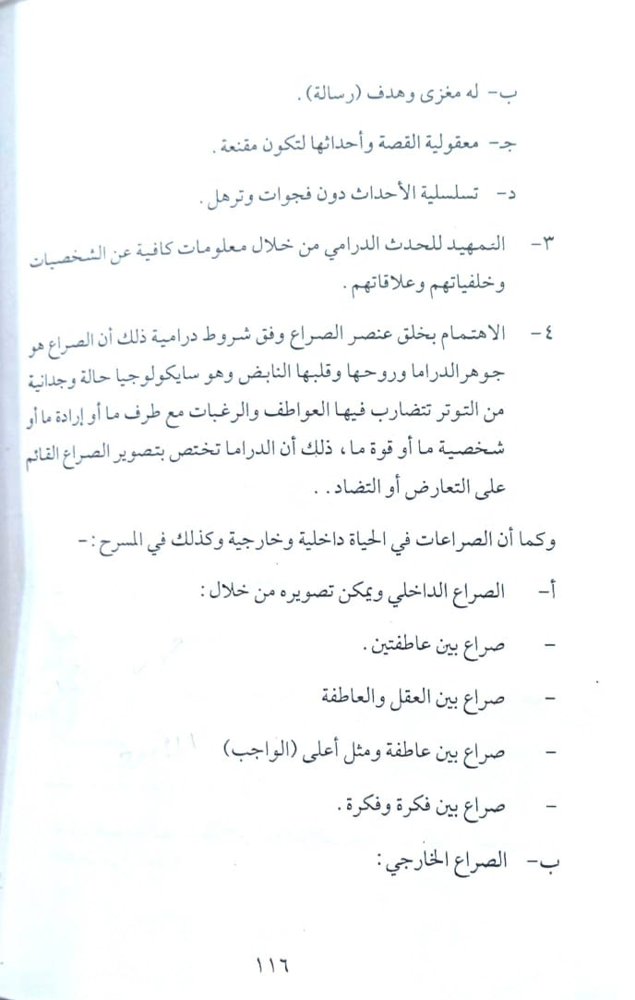 ب- له مغزى وهدف (رسالة).
جـ- معقولية القصة وأحداثها لتكون مقنعة.
د- تسلسلية الأحداث دون فجوات وترهل.
٣- التمهيد للحدث الدرامي من خلال معلومات كافية عن الشخصيات
وخلفياتهم وعلاقاتهم.
٤- الاهتمام بخلق عنصر الصراع وفق شروط درامية ذلك أن الصراع هو
جوهر الدراما وروحها وقلبها النابض وهو سايكولوجيا حالة وجدانية
من التوتر تتضارب فيها العواطف والرغبات مع طرف ما أو إرادة ما أو
شخصية ما أو قوة ما، ذلك أن الدراما تختص بتصوير الصراع القائم
على التعارض أو التضاد..
وكما أن الصراعات في الحياة داخلية وخارجية وكذلك في المسرح:-
أ- الصراع الداخلي ويمكن تصويره من خلال:
- صراع بين عاطفتين.
- صراع بين العقل والعاطفة
- صراع بين عاطفة ومثل أعلى (الواجب)
- صراع بين فكرة وفكرة.
ب- الصراع الخارجي:
١١٦